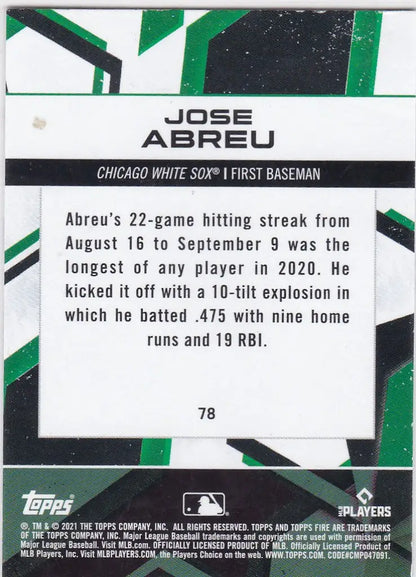 JOSE
ABREU
CHICAGO WHITE SOX® | FIRST BASEMAN
Abreu's 22-game hitting streak from
August 16 to September 9 was the
longest of any player in 2020. He
kicked it off with a 10-tilt explosion in
which he batted .475 with nine home
runs and 19 RBI.
78
Topps
MLB PLAYERS
®, TM & © 2021 THE TOPPS COMPANY, INC. ALL RIGHTS RESERVED. TOPPS AND TOPPS FIRE ARE TRADEMARKS
OF THE TOPPS COMPANY, INC. Major League Baseball trademarks and copyrights are used with permission of
Major League Baseball. Visit MLB.com. OFFICIALLY LICENSED PRODUCT OF MLB. Officially Licensed Product of
MLB Players, Inc. Visit MLBPLAYERS.com, the Players Choice on the web. WWW.TOPPS.COM. CODE#CMP047091.